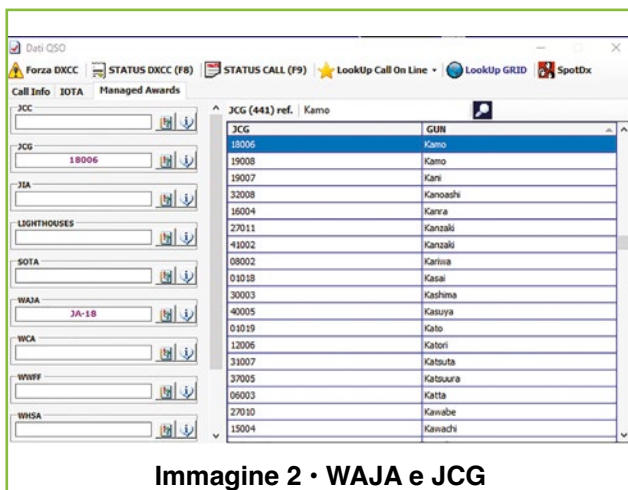 Dati QSO
Forza DXCC STATUS DXCC (F8) STATUS CALL (F9) LookUp Call On Line LookUp GRID SpotDx
Call Info IOTA Managed Awards
JCC
JCG
18006
JIA
LIGHTHOUSES
SOTA
WAJA
JA-18
WCA
WWFF
WHSA
JCG (441) ref. Kamo
JCG GUN
18006 Kamo
19008 Kamo
19007 Kani
32008 Kanoashi
16004 Kanra
27011 Kanzaki
41002 Kanzaki
08002 Kariwa
01018 Kasai
30003 Kashima
40005 Kasuya
01019 Kato
12006 Katori
31007 Katsuta
37005 Katsuura
06003 Katta
27010 Kawabe
15004 Kawachi
Immagine 2 • WAJA e JCG